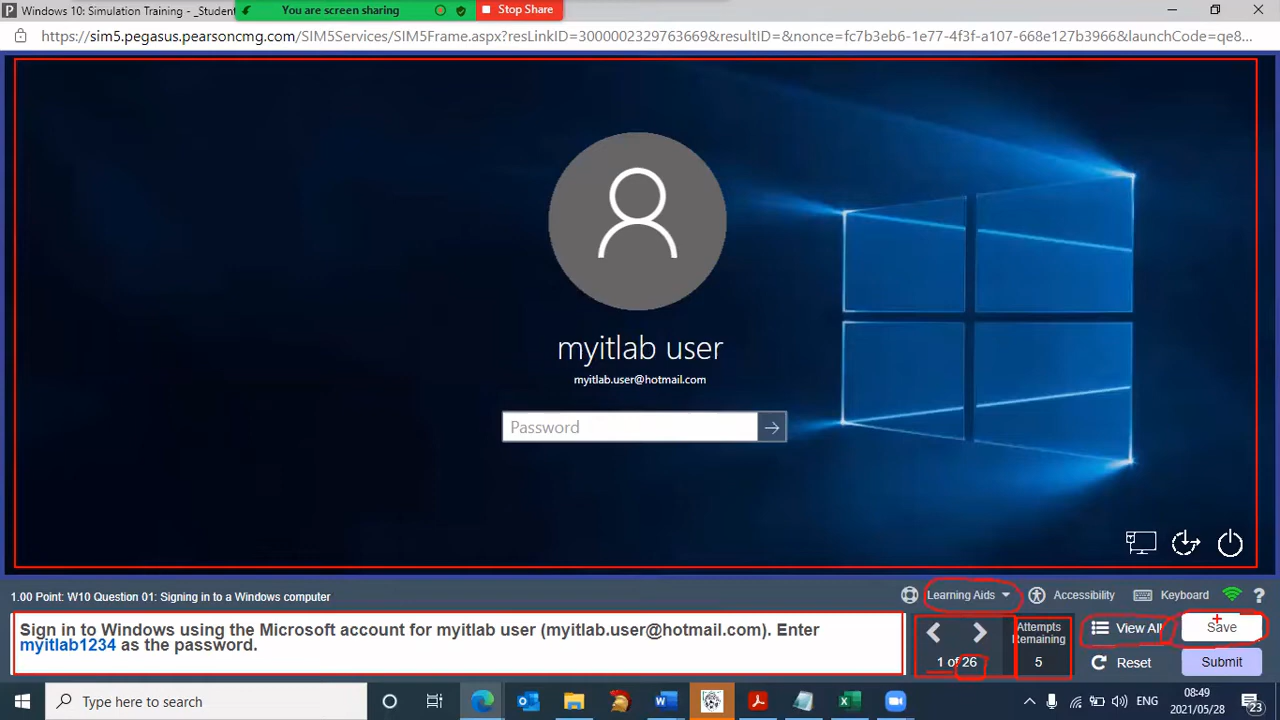 Windows 10: Simulation Training - _Student
You are screen sharing
Stop Share
https://sim5.pegasus.pearsoncmg.com/SIM5Services/SIM5Frame.aspx?resLinkID=3000002329763669&resultID=&nonce=fc7b3eb6-1e77-4f3f-a107-668e127b3966&launchCode=qe8...
myitlab user
myitlab.user@hotmail.com
Password
1.00 Point: W10 Question 01: Signing in to a Windows computer
Learning Aids
Accessibility
Keyboard
?
Sign in to Windows using the Microsoft account for myitlab user (myitlab.user@hotmail.com). Enter
myitlab1234 as the password.
1 of 26
Attempts
Remaining
5
View All
Reset
Save
Submit
Type here to search
ENG
08:49
2021/05/28
23